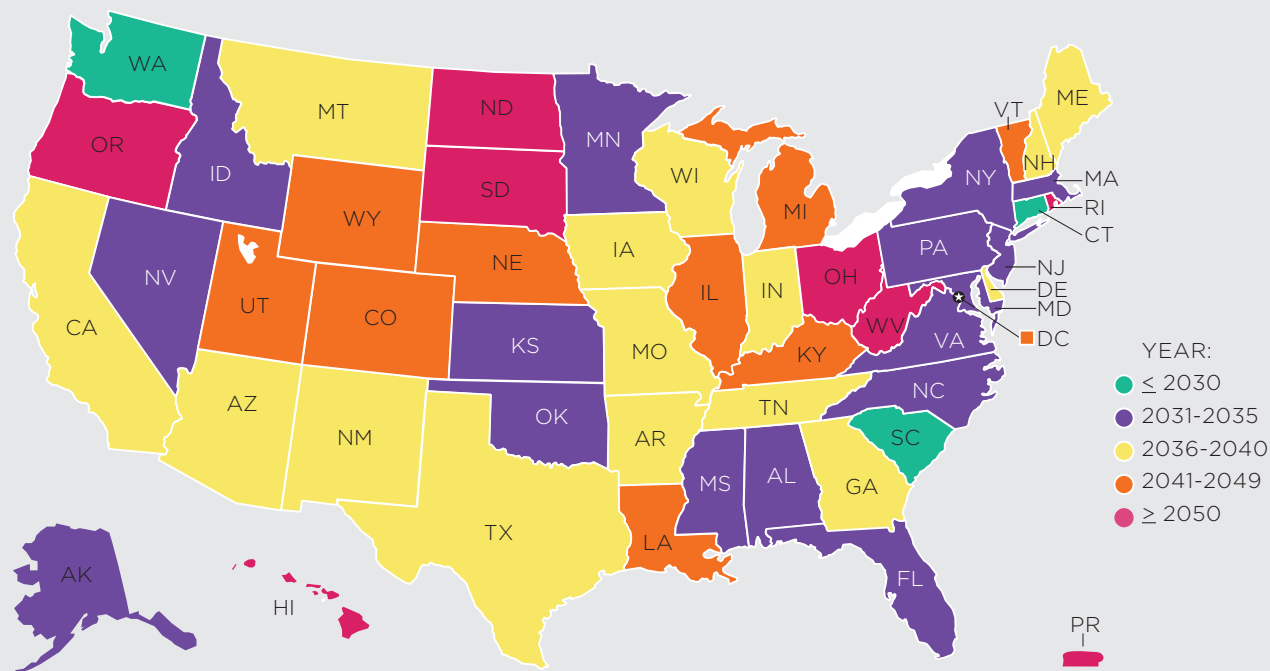 WA
MT
ND
MN
ME
VT
OR
ID
SD
WI
NH
NY
MA
WY
MI
RI
CT
NE
IA
PA
NV
UT
CO
IL
IN
OH
NJ
DE
MD
CA
KS
MO
KY
WV
VA
DC
AZ
NM
OK
AR
TN
NC
SC
MS
AL
GA
TX
LA
FL
AK
HI
PR
YEAR:
≤ 2030
2031-2035
2036-2040
2041-2049
≥ 2050